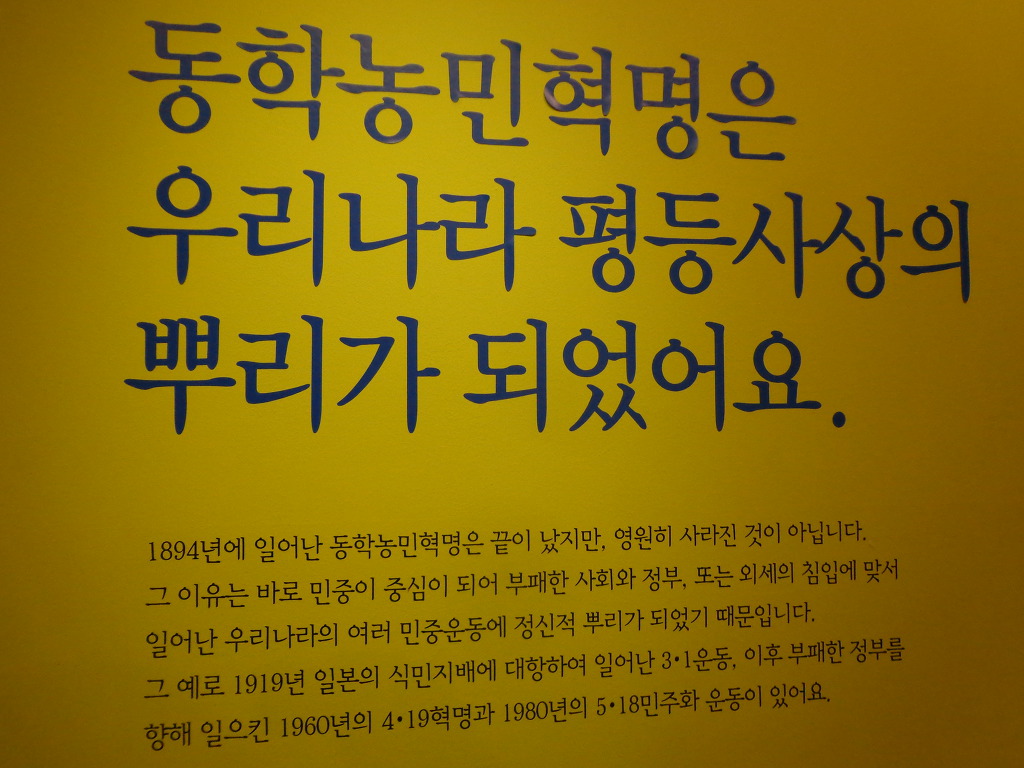 동학농민혁명은
우리나라 평등사상의
뿌리가 되었어요.
1894년에 일어난 동학농민혁명은 끝이 났지만, 영원히 사라진 것이 아닙니다.
그 이유는 바로 민중이 중심이 되어 부패한 사회와 정부, 또는 외세의 침입에 맞서
일어난 우리나라의 여러 민중운동에 정신적 뿌리가 되었기 때문입니다.
그 예로 1919년 일본의 식민지배에 대항하여 일어난 3·1운동, 이후 부패한 정부를
향해 일으킨 1960년의 4·19혁명과 1980년의 5·18민주화 운동이 있어요.